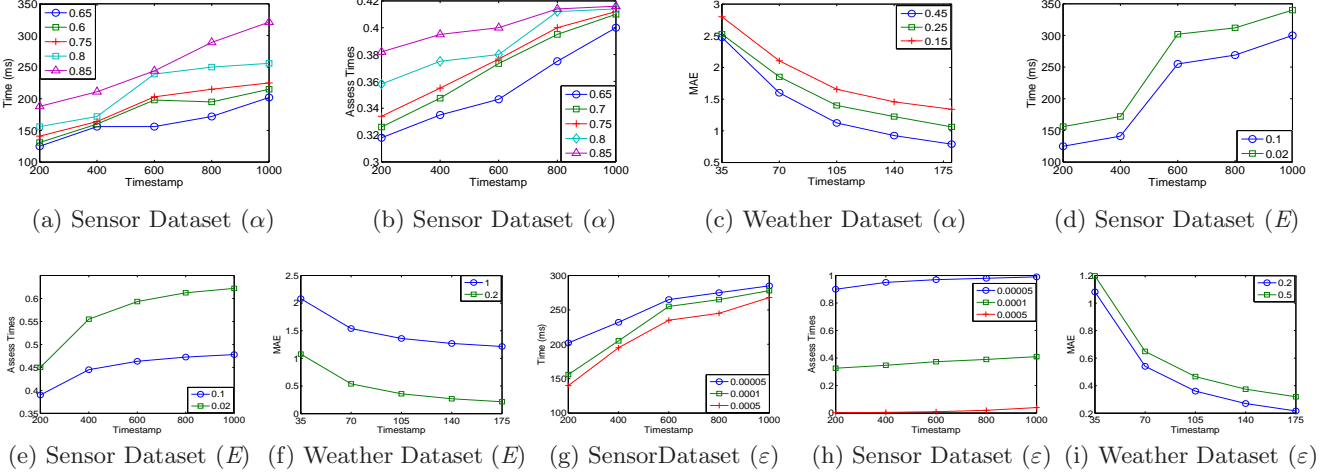 350
300
250
200
150
100
Time (ms)
0.65
0.6
0.75
0.8
0.85
200 400 600 800 1000
Timestamp
(a) Sensor Dataset (α)
0.42
0.4
0.38
0.36
0.34
0.32
0.3
Assess Times
0.65
0.7
0.75
0.8
0.85
200 400 600 800 1000
Timestamp
(b) Sensor Dataset (α)
3
2.5
2
1.5
1
0.5
MAE
0.45
0.25
0.15
35 70 105 140 175
Timestamp
(c) Weather Dataset (α)
350
300
250
200
150
100
Time (ms)
0.1
0.02
200 400 600 800 1000
Timestamp
(d) Sensor Dataset (E)
0.6
0.5
0.45
0.4
0.35
Assess Times
0.1
0.02
200 400 600 800 1000
Timestamp
(e) Sensor Dataset (E)
2.5
2
1.5
1
0.5
0
MAE
1
0.2
35 70 105 140 175
Timestamp
(f) Weather Dataset (E)
300
250
200
150
100
Time (ms)
0.00005
0.0001
0.0005
200 400 600 800 1000
Timestamp
(g) SensorDataset (ε)
1
0.8
0.6
0.4
0.2
0
Assess Times
0.00005
0.0001
0.0005
200 400 600 800 1000
Timestamp
(h) Sensor Dataset (ε)
1.2
1
0.8
0.6
0.4
0.2
MAE
0.2
0.5
35 70 105 140 175
Timestamp
(i) Weather Dataset (ε)